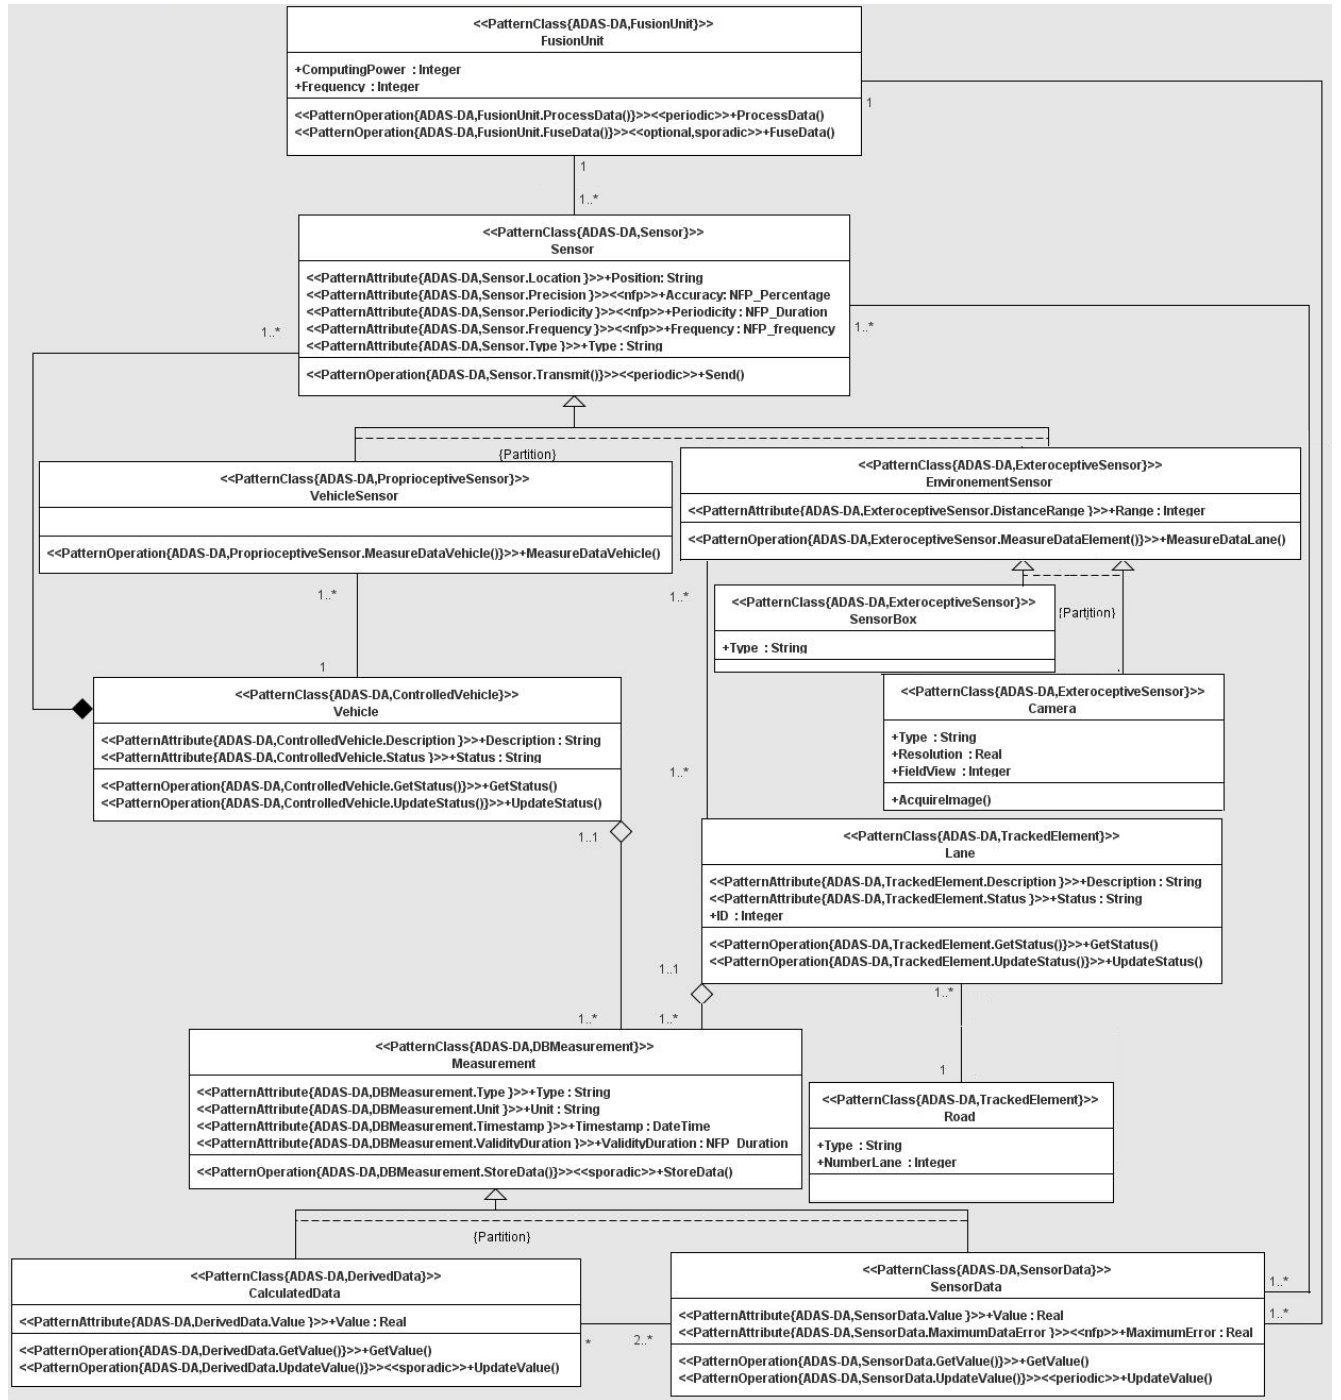 <<PatternClass{ADAS-DA,FusionUnit}>>
FusionUnit
+ComputingPower : Integer
+Frequency : Integer
<<PatternOperation{ADAS-DA,FusionUnit.ProcessData()}>><<periodic>>+ProcessData()
<<PatternOperation{ADAS-DA,FusionUnit.FuseData()}>><<optional,sporadic>>+FuseData()
1
1
1..*
<<PatternClass{ADAS-DA,Sensor}>>
Sensor
<<PatternAttribute{ADAS-DA,Sensor.Location }>>+Position: String
<<PatternAttribute{ADAS-DA,Sensor.Precision }>><<nfp>>+Accuracy: NFP_Percentage
<<PatternAttribute{ADAS-DA,Sensor.Periodicity }>><<nfp>>+Periodicity : NFP_Duration
<<PatternAttribute{ADAS-DA,Sensor.Frequency }>><<nfp>>+Frequency : NFP_frequency
<<PatternAttribute{ADAS-DA,Sensor.Type }>>+Type : String
<<PatternOperation{ADAS-DA,Sensor.Transmit()}>><<periodic>>+Send()
1..*
1..*
{Partition}
<<PatternClass{ADAS-DA,ProprioceptiveSensor}>>
VehicleSensor
<<PatternOperation{ADAS-DA,ProprioceptiveSensor.MeasureDataVehicle()}>>+MeasureDataVehicle()
<<PatternClass{ADAS-DA,ExteroceptiveSensor}>>
EnvironementSensor
<<PatternAttribute{ADAS-DA,ExteroceptiveSensor.DistanceRange }>>+Range : Integer
<<PatternOperation{ADAS-DA,ExteroceptiveSensor.MeasureDataElement()}>>+MeasureDataLane()
1..*
1..*
1
<<PatternClass{ADAS-DA,ExteroceptiveSensor}>>
SensorBox
+Type : String
{Partition}
<<PatternClass{ADAS-DA,ControlledVehicle}>>
Vehicle
<<PatternAttribute{ADAS-DA,ControlledVehicle.Description }>>+Description : String
<<PatternAttribute{ADAS-DA,ControlledVehicle.Status }>>+Status : String
<<PatternOperation{ADAS-DA,ControlledVehicle.GetStatus()}>>+GetStatus()
<<PatternOperation{ADAS-DA,ControlledVehicle.UpdateStatus()}>>+UpdateStatus()
<<PatternClass{ADAS-DA,ExteroceptiveSensor}>>
Camera
+Type : String
+Resolution : Real
+FieldView : Integer
+AcquireImage()
1..*
1..1
<<PatternClass{ADAS-DA,TrackedElement}>>
Lane
<<PatternAttribute{ADAS-DA,TrackedElement.Description }>>+Description : String
<<PatternAttribute{ADAS-DA,TrackedElement.Status }>>+Status : String
+ID : Integer
<<PatternOperation{ADAS-DA,TrackedElement.GetStatus()}>>+GetStatus()
<<PatternOperation{ADAS-DA,TrackedElement.UpdateStatus()}>>+UpdateStatus()
1..1
1..*
1..*
1..*
<<PatternClass{ADAS-DA,DBMeasurement}>>
Measurement
<<PatternAttribute{ADAS-DA,DBMeasurement.Type }>>+Type : String
<<PatternAttribute{ADAS-DA,DBMeasurement.Unit }>>+Unit : String
<<PatternAttribute{ADAS-DA,DBMeasurement.Timestamp }>>+Timestamp : DateTime
<<PatternAttribute{ADAS-DA,DBMeasurement.ValidityDuration }>>+ValidityDuration : NFP_Duration
<<PatternOperation{ADAS-DA,DBMeasurement.StoreData()}>><<sporadic>>+StoreData()
1
<<PatternClass{ADAS-DA,TrackedElement}>>
Road
+Type : String
+NumberLane : Integer
{Partition}
<<PatternClass{ADAS-DA,DerivedData}>>
CalculatedData
<<PatternAttribute{ADAS-DA,DerivedData.Value }>>+Value : Real
<<PatternOperation{ADAS-DA,DerivedData.GetValue()}>>+GetValue()
<<PatternOperation{ADAS-DA,DerivedData.UpdateValue()}>><<sporadic>>+UpdateValue()
*
2..*
<<PatternClass{ADAS-DA,SensorData}>>
SensorData
<<PatternAttribute{ADAS-DA,SensorData.Value }>>+Value : Real
<<PatternAttribute{ADAS-DA,SensorData.MaximumDataError }>><<nfp>>+MaximumError : Real
<<PatternOperation{ADAS-DA,SensorData.GetValue()}>>+GetValue()
<<PatternOperation{ADAS-DA,SensorData.UpdateValue()}>><<periodic>>+UpdateValue()
1..*
1..*